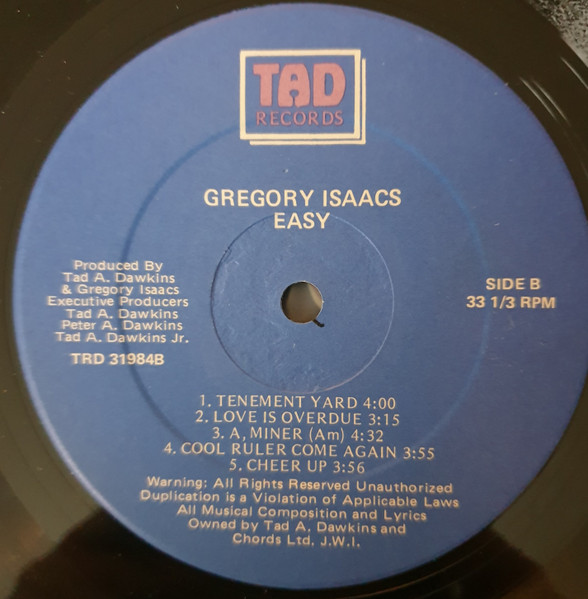 TAD
RECORDS
GREGORY ISAACS
EASY
Produced By
Tad A. Dawkins
& Gregory Isaacs
Executive Producers
Tad A. Dawkins
Peter A. Dawkins
Tad A. Dawkins Jr.
TRD 31984B
SIDE B
33 1/3 RPM
1. TENEMENT YARD 4:00
2. LOVE IS OVERDUE 3:15
3. A, MINER (Am) 4:32
4. COOL RULER COME AGAIN 3:55
5. CHEER UP 3:56
Warning: All Rights Reserved Unauthorized
Duplication is a Violation of Applicable Laws
All Musical Composition and Lyrics
Owned by Tad A. Dawkins and
Chords Ltd. J.W.I.